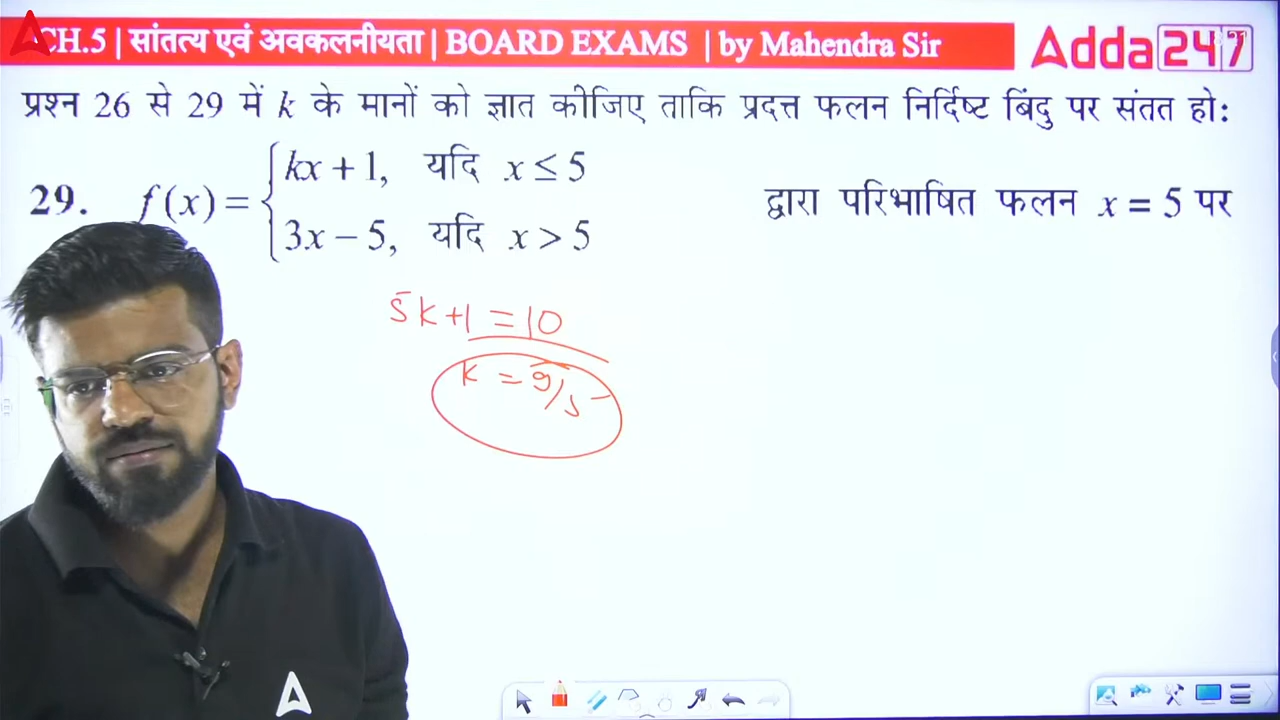 CH.5 | सांतत्य एवं अवकलनीयता | BOARD EXAMS | by Mahendra Sir
Adda247
प्रश्न 26 से 29 में k के मानों को ज्ञात कीजिए ताकि प्रदत्त फलन निर्दिष्ट बिंदु पर संतत हो:
kx + 1, यदि x ≤ 5
29. f(x) = द्वारा परिभाषित फलन x = 5 पर
3x – 5, यदि x > 5
5k+1 = 10
k = 9/5